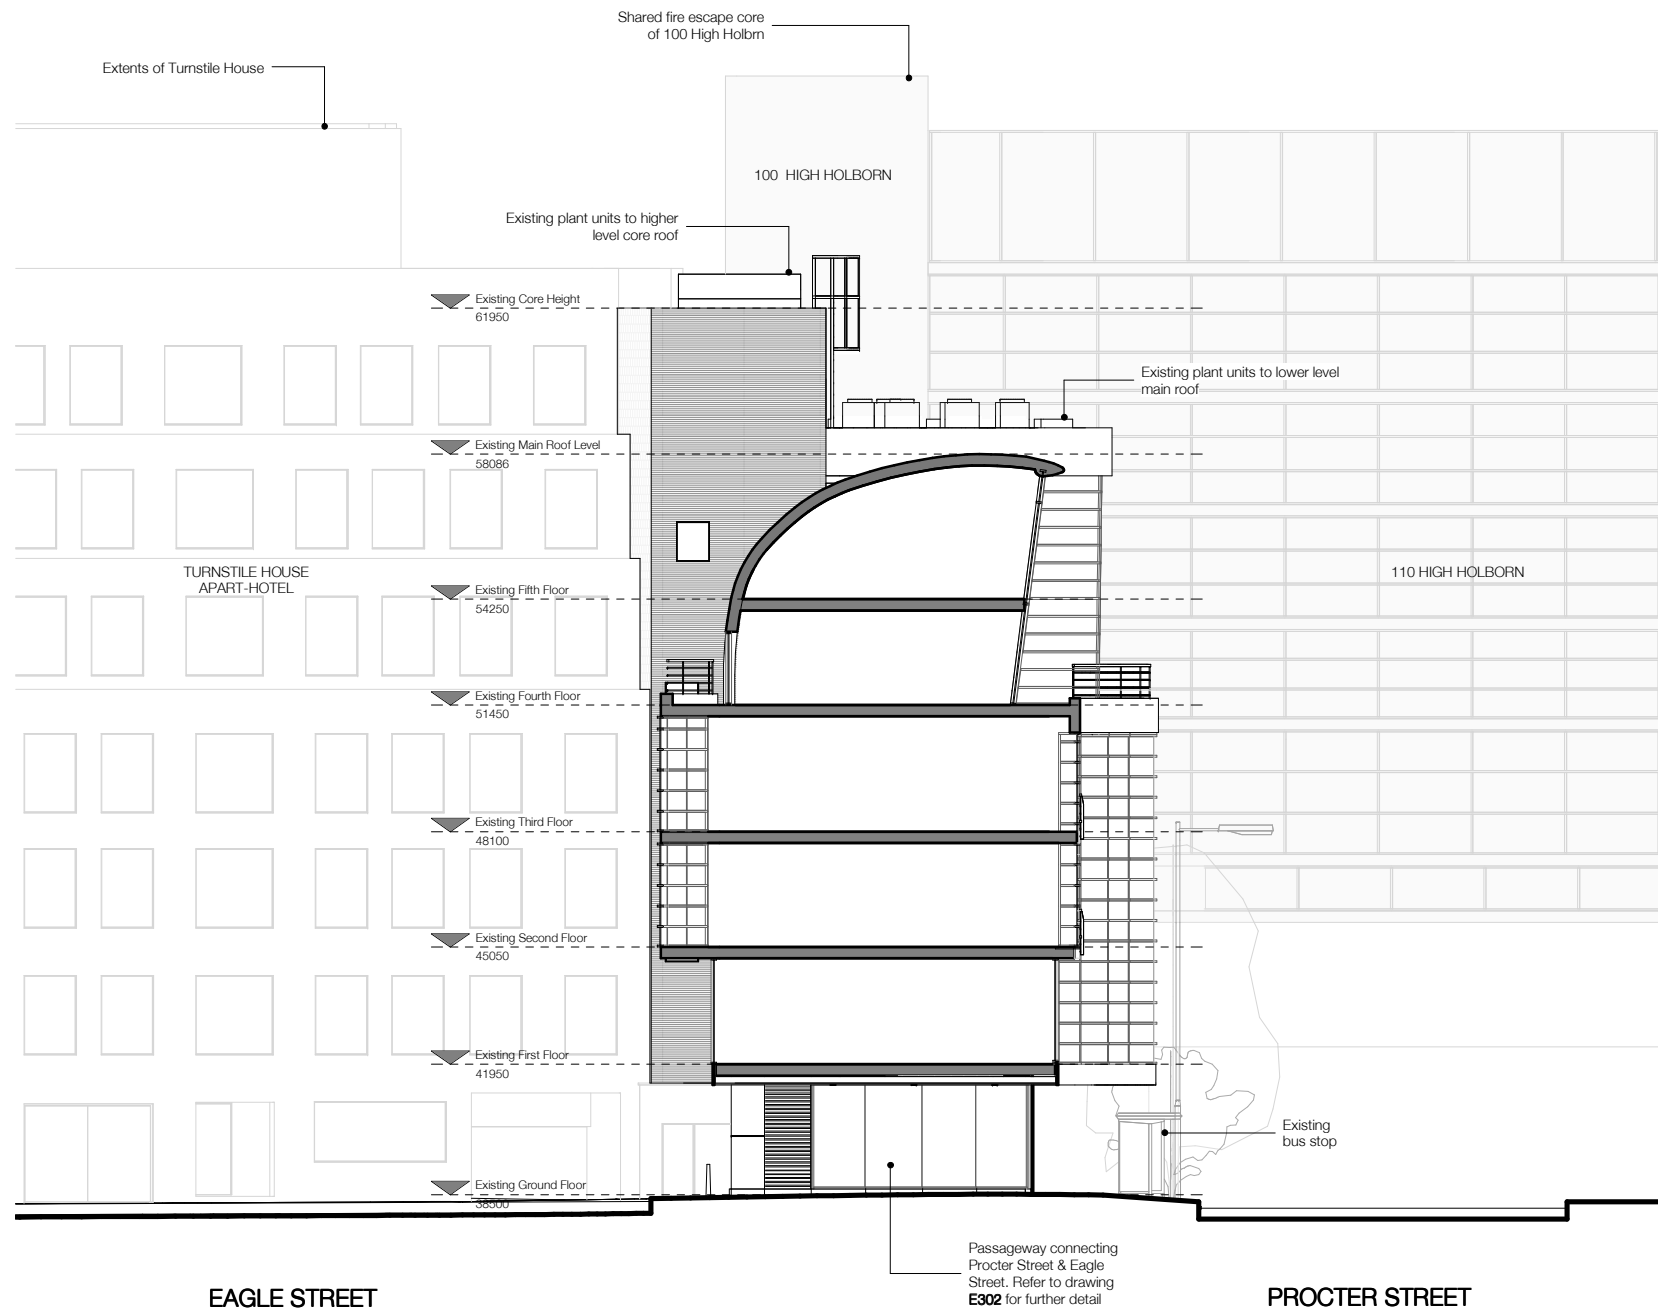 Shared fire escape core
of 100 High Holbrn
Extents of Turnstile House
100 HIGH HOLBORN
Existing plant units to higher
level core roof
Existing Core Height
61950
Existing plant units to lower level
main roof
Existing Main Roof Level
58086
TURNSTILE HOUSE
APART-HOTEL
110 HIGH HOLBORN
Existing Fifth Floor
54250
Existing Fourth Floor
51450
Existing Third Floor
48100
Existing Second Floor
45050
Existing First Floor
41950
Existing
bus stop
Existing Ground Floor
38500
Passageway connecting
Procter Street & Eagle
Street. Refer to drawing
E302 for further detail
EAGLE STREET
PROCTER STREET